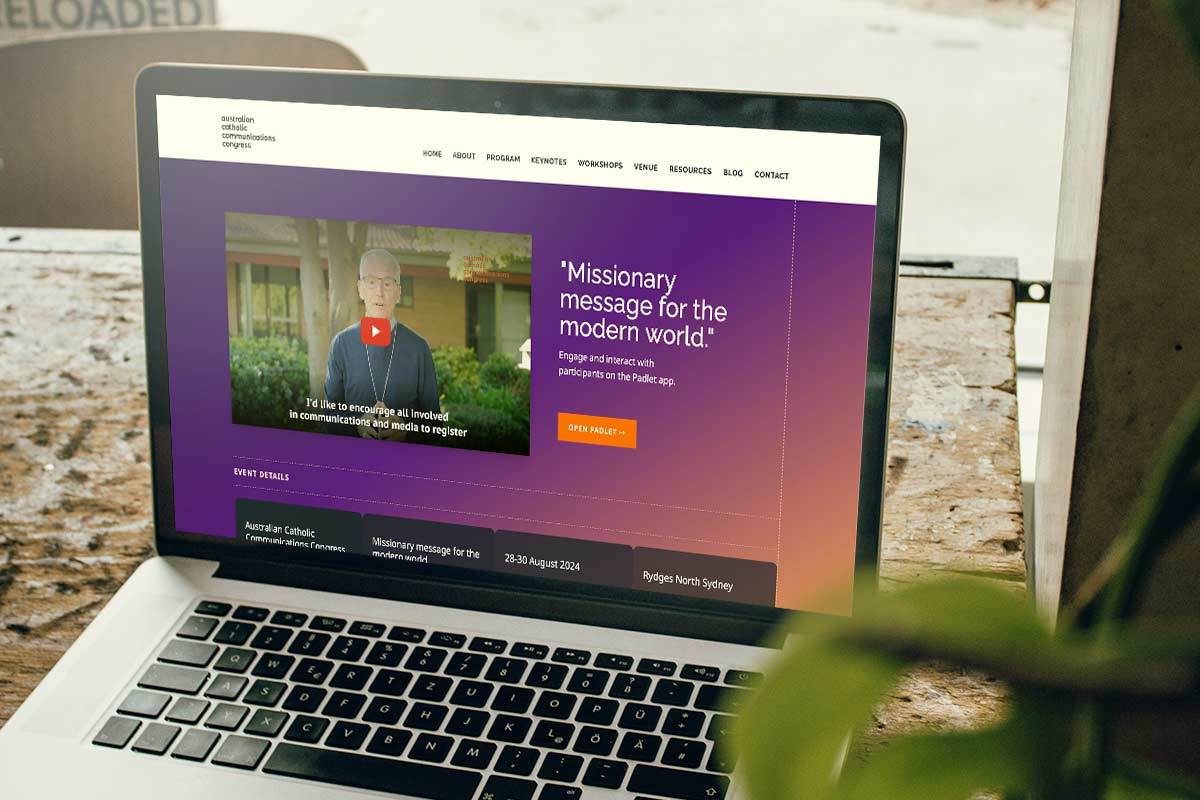 RELOADED
australian
catholic
communications
congress
HOME ABOUT PROGRAM KEYNOTES WORKSHOPS VENUE RESOURCES BLOG CONTACT
australian
catholic
communications
congress
"Missionary
message for the
modern world."
Engage and interact with
participants on the Padlet app.
OPEN PADLET →
I'd like to encourage all involved
in communications and media to register
EVENT DETAILS
Australian Catholic
Communications Congress
Missionary message for the
modern world
28-30 August 2024
Rydges North Sydney
Q W E R T Z U I O P Ü
A S D F G H J K L Ö Ä
Y X C V B N M